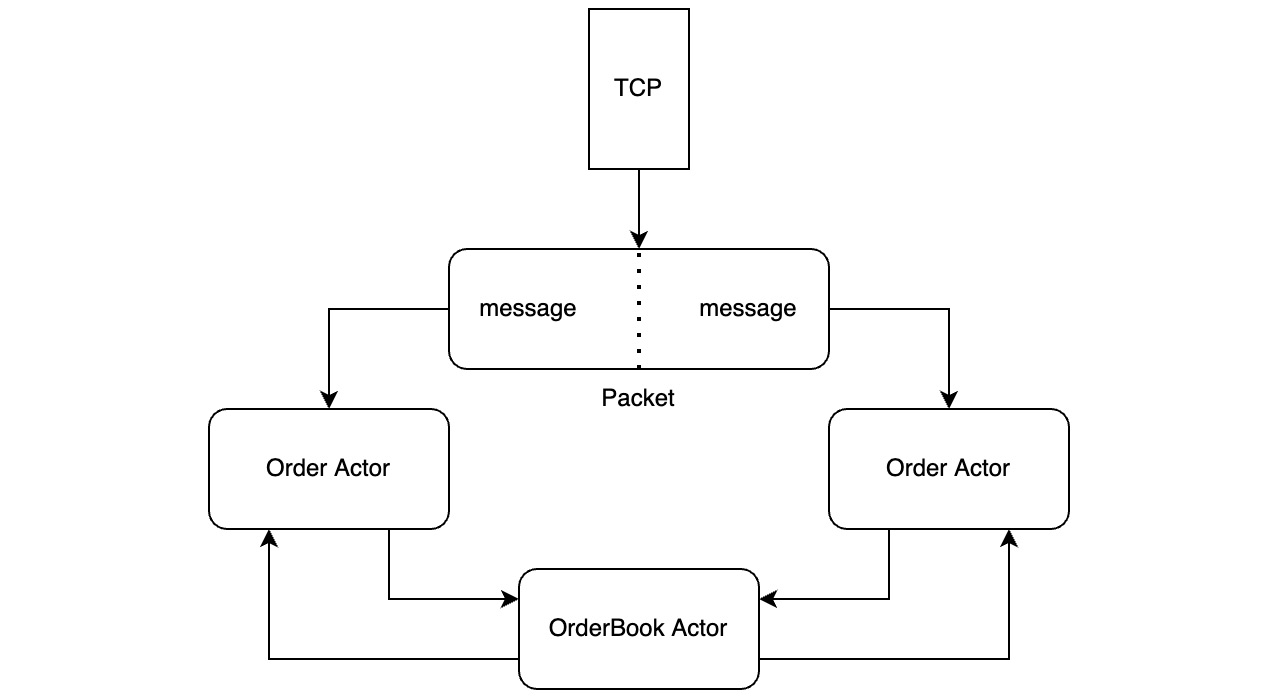 TCP
message
message
Packet
Order Actor
Order Actor
OrderBook Actor